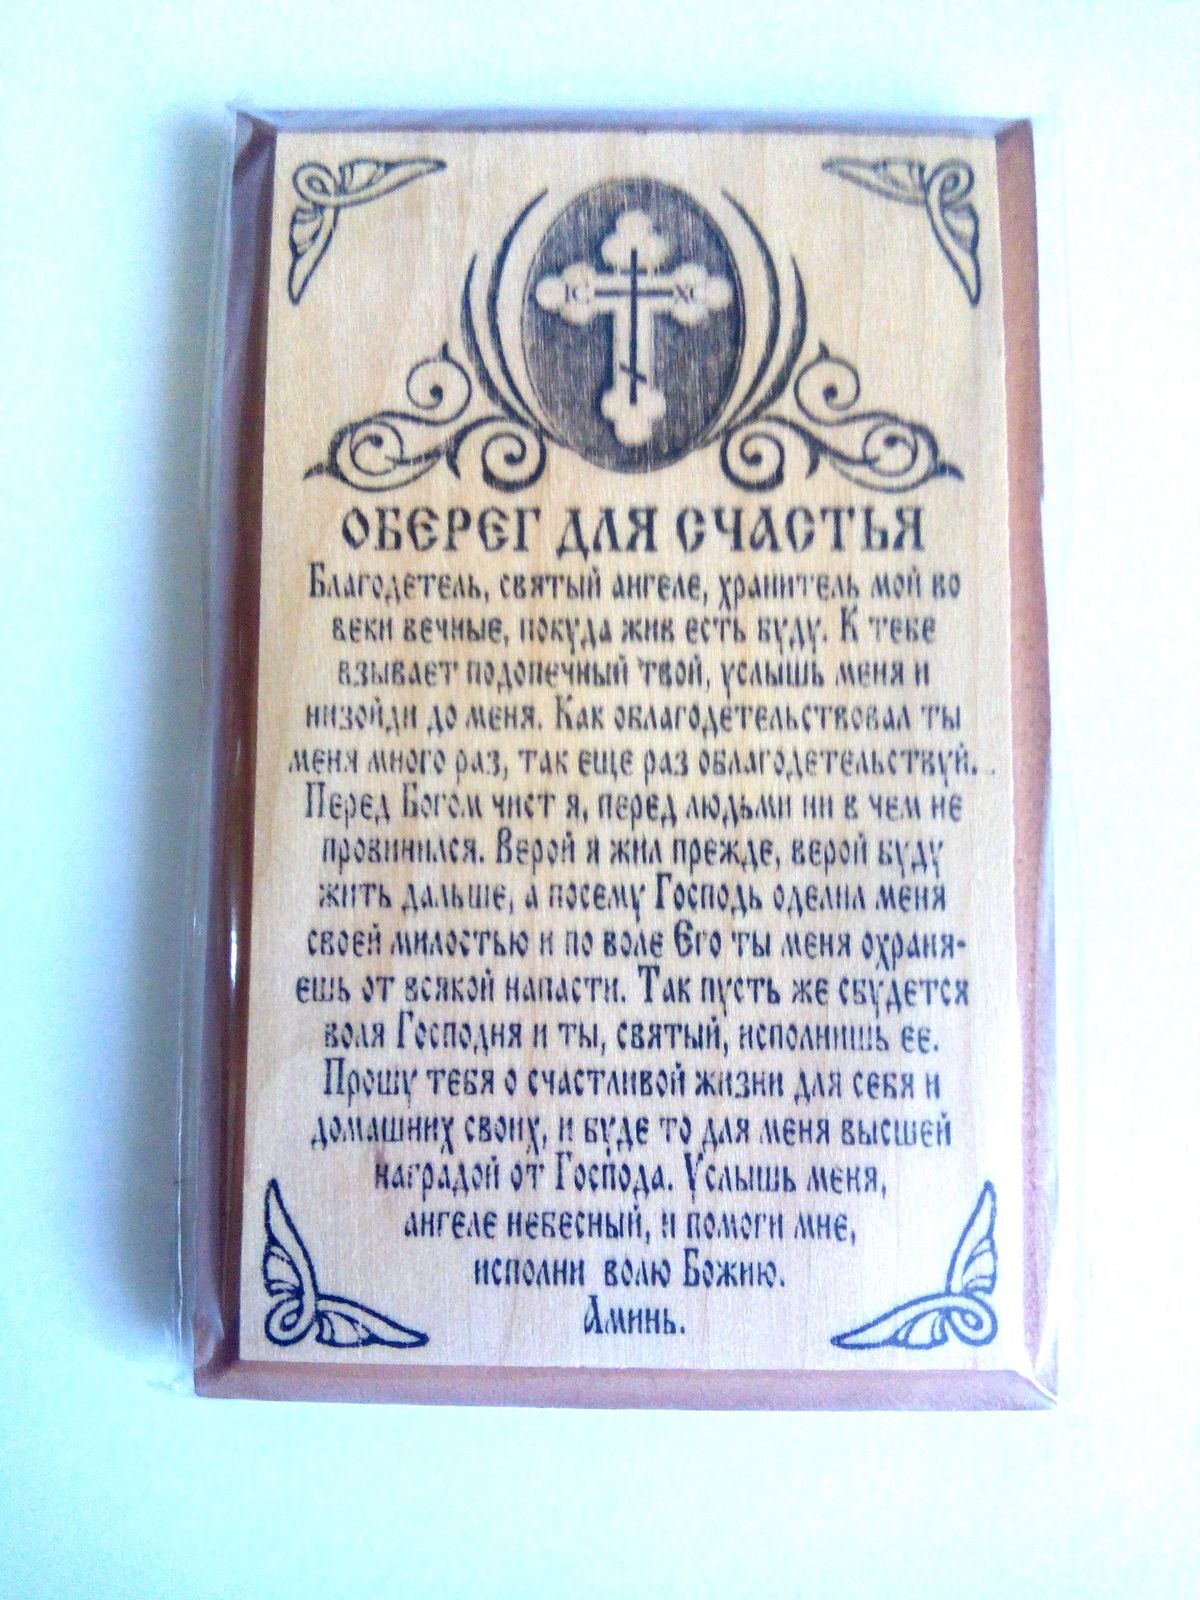 IC XC
ОБЕРЕГ ДЛЯ СЧАСТЬЯ
Благодетель, святый ангеле, хранитель мой во
веки вечные, покуда жив есть буду. К тебе
взывает подопечный твой, услышь меня и
низойди до меня. Как облагодетельствовал ты
меня много раз, так еще раз облагодетельствуй...
Перед Богом чист я, перед людьми ни в чем не
провинился. Верой я жил прежде, верой буду
жить дальше, а посему Господь оделил меня
своей милостью и по воле Его ты меня охраня-
ешь от всякой напасти. Так пусть же сбудется
воля Господня и ты, святый, исполнишь ее.
Прошу тебя о счастливой жизни для себя и
домашних своих, и буде то для меня высшей
наградой от Господа. Услышь меня,
ангеле небесный, и помоги мне,
исполни волю Божию.
Аминь.